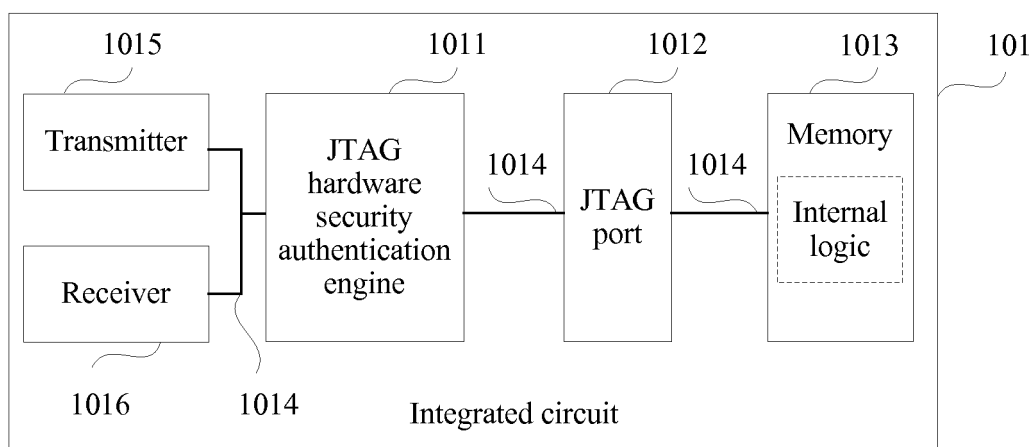 1015
1011
1012
1013
101
Transmitter
JTAG
hardware
security
authentication
engine
1014
JTAG
port
1014
Memory
Internal
logic
Receiver
1016
1014
Integrated circuit